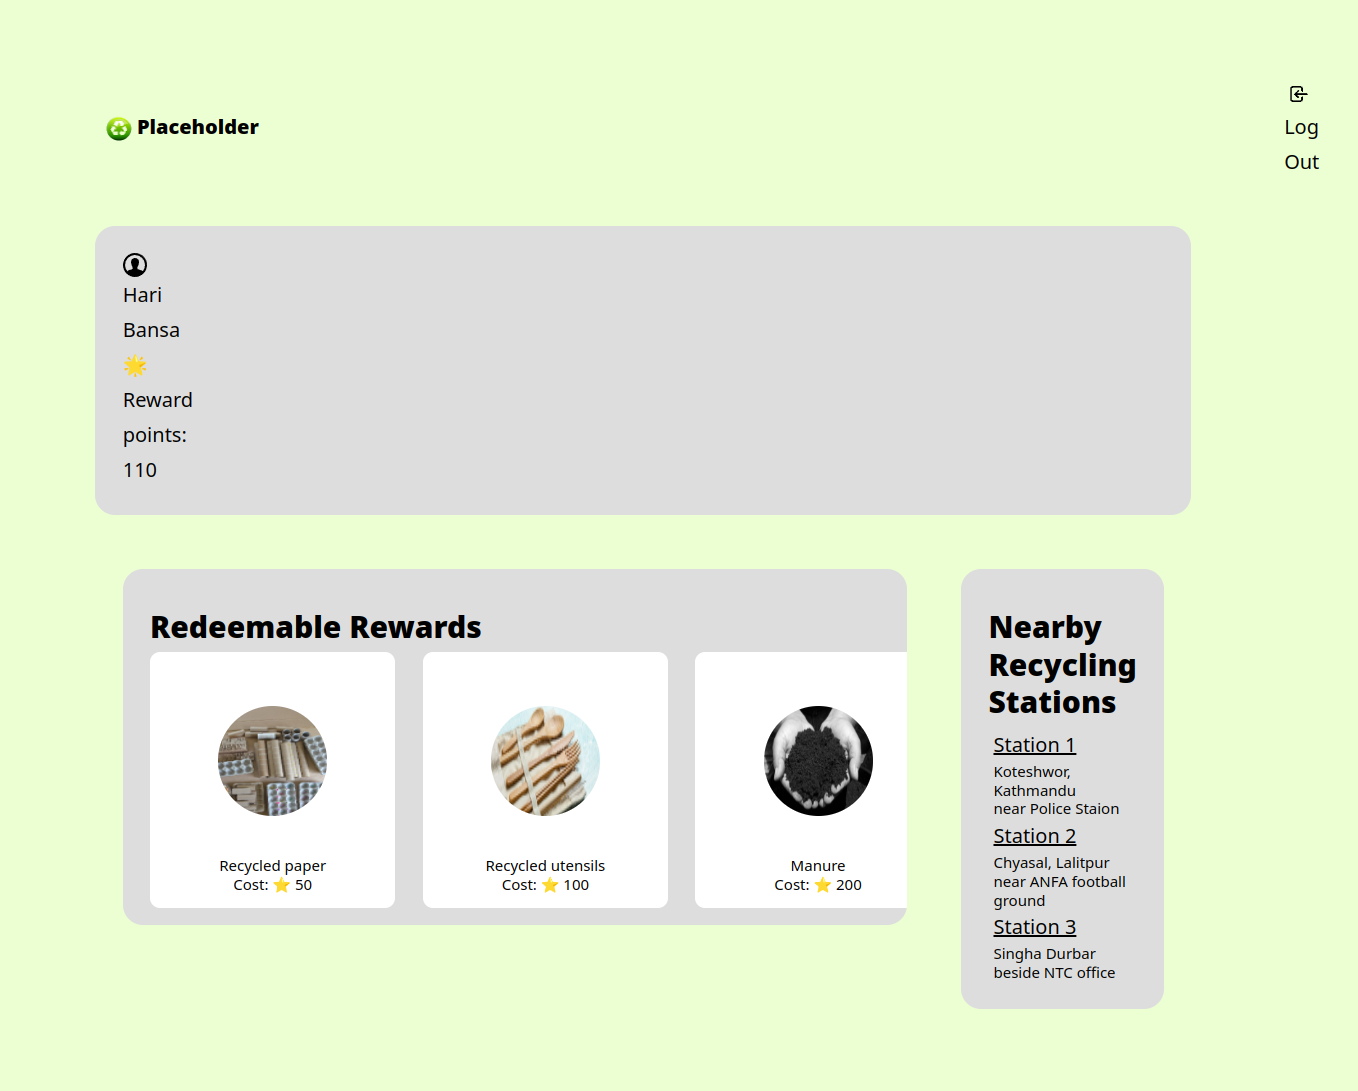 Placeholder
Log
Out
Hari
Bansa
Reward
points:
110
Redeemable Rewards
Recycled paper
Cost: ⭐ 50
Recycled utensils
Cost: ⭐ 100
Manure
Cost: ⭐ 200
Nearby
Recycling
Stations
Station 1
Koteshwor,
Kathmandu
near Police Staion
Station 2
Chyasal, Lalitpur
near ANFA football
ground
Station 3
Singha Durbar
beside NTC office